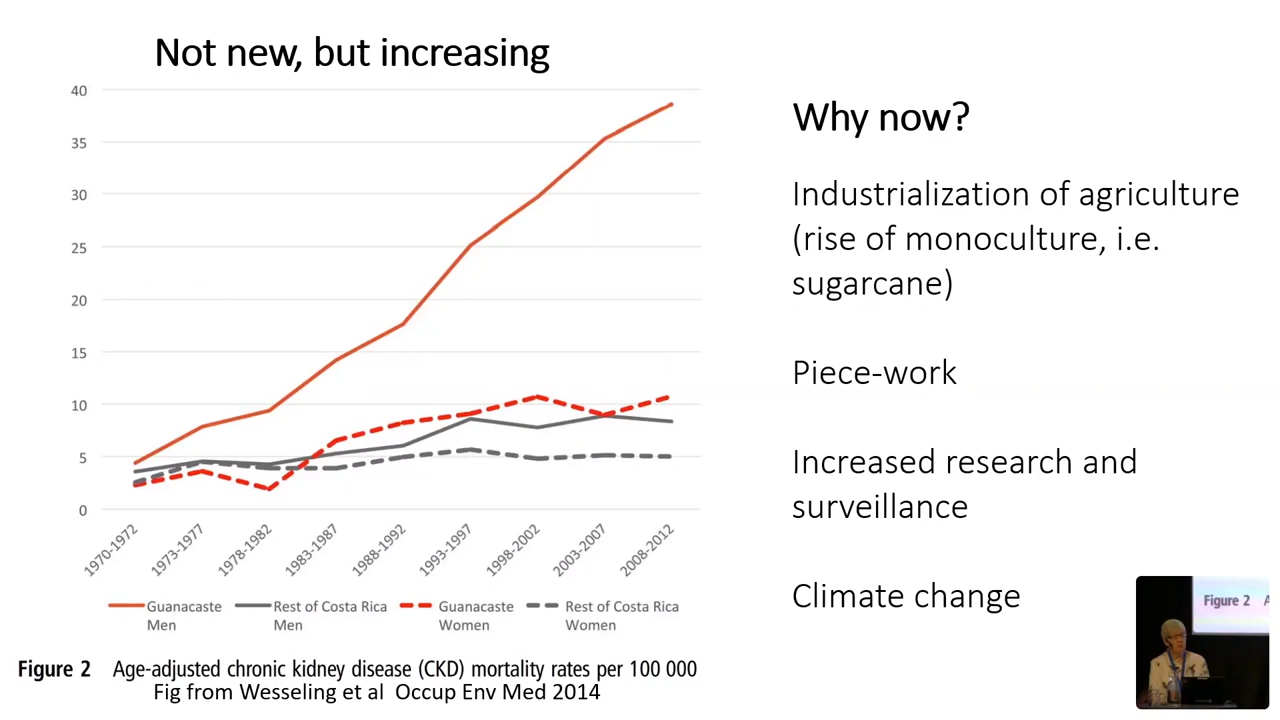 Not new, but increasing
40
35
30
25
20
15
10
5
0
1970-1972
1973-1977
1978-1982
1983-1987
1988-1992
1993-1997
1998-2002
2003-2007
2008-2012
Guanacaste Men
Rest of Costa Rica Men
Guanacaste Women
Rest of Costa Rica Women
Figure 2 Age-adjusted chronic kidney disease (CKD) mortality rates per 100 000
Fig from Wesseling et al Occup Env Med 2014
Why now?
Industrialization of agriculture
(rise of monoculture, i.e.
sugarcane)
Piece-work
Increased research and
surveillance
Climate change
Figure 2 A